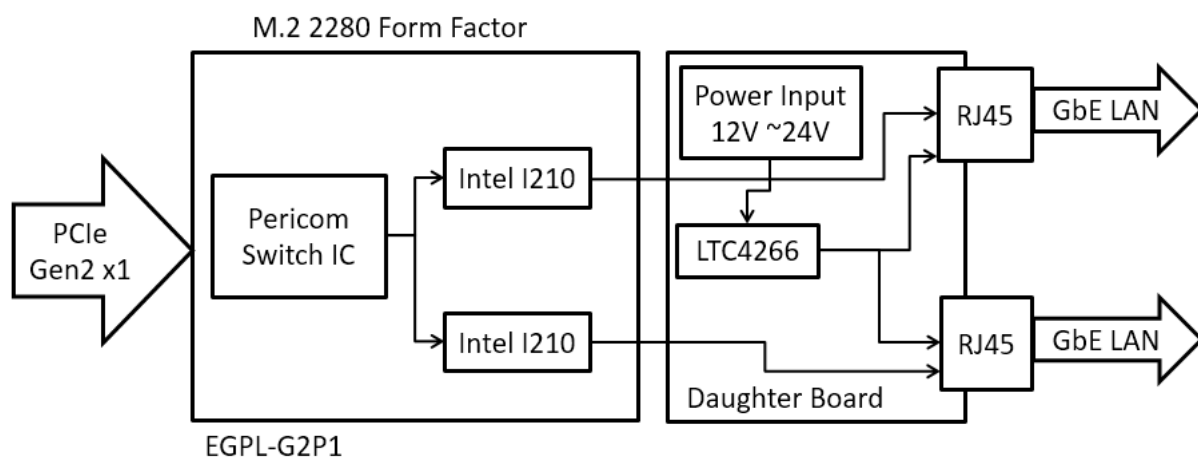 M.2 2280 Form Factor
PCIe
Gen2 x1
Pericom
Switch IC
Intel I210
Intel I210
EGPL-G2P1
Power Input
12V ~24V
LTC4266
Daughter Board
RJ45
GbE LAN
RJ45
GbE LAN